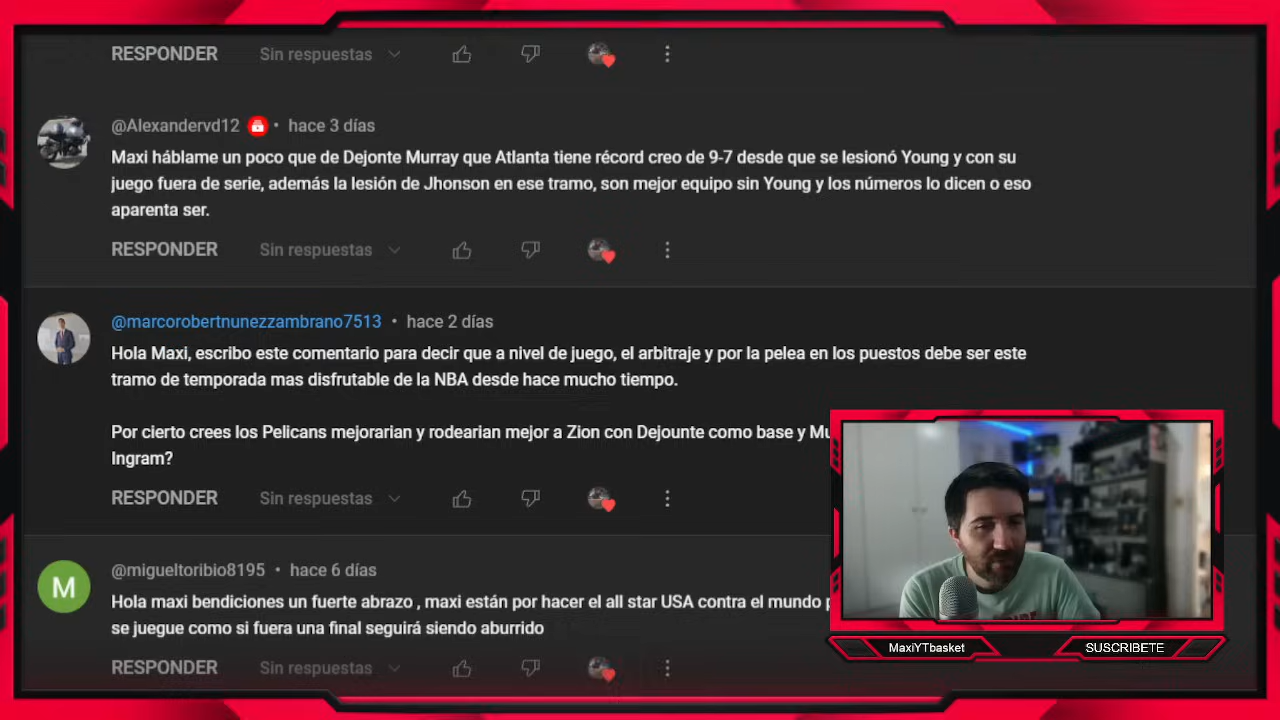 RESPONDER Sin respuestas
@Alexandervd12 • hace 3 días
Maxi háblame un poco que de Dejonte Murray que Atlanta tiene récord creo de 9-7 desde que se lesionó Young y con su
juego fuera de serie, además la lesión de Jhonson en ese tramo, son mejor equipo sin Young y los números lo dicen o eso
aparenta ser.
RESPONDER Sin respuestas
@marcorobertnunezzambrano7513 • hace 2 días
Hola Maxi, escribo este comentario para decir que a nivel de juego, el arbitraje y por la pelea en los puestos debe ser este
tramo de temporada mas disfrutable de la NBA desde hace mucho tiempo.
Por cierto crees los Pelicans mejorarian y rodearian mejor a Zion con Dejounte como base y
Ingram?
RESPONDER Sin respuestas
M
@migueltoribio8195 • hace 6 días
Hola maxi bendiciones un fuerte abrazo , maxi están por hacer el all star USA contra el mundo
se juegue como si fuera una final seguirá siendo aburrido
RESPONDER Sin respuestas
MaxiYTbasket
SUSCRIBETE